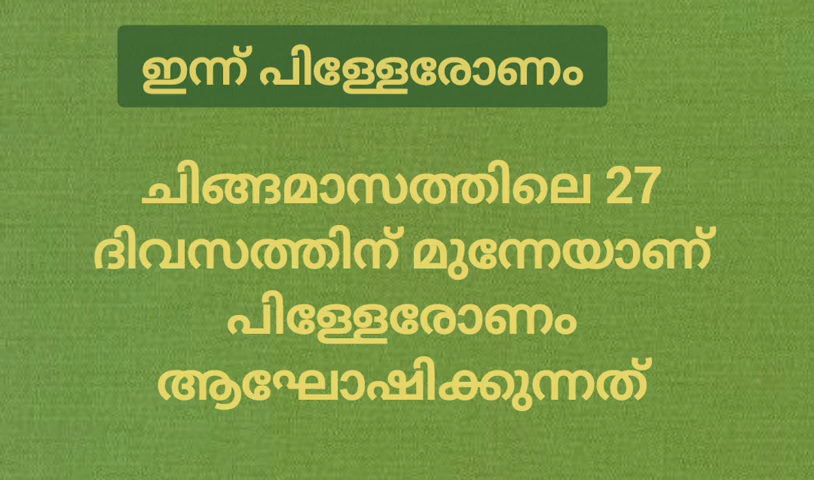 ഇന്ന് പിള്ളേരോണം
ചിങ്ങമാസത്തിലെ 27
ദിവസത്തിന് മുന്നേയാണ്
പിള്ളേരോണം
ആഘോഷിക്കുന്നത്